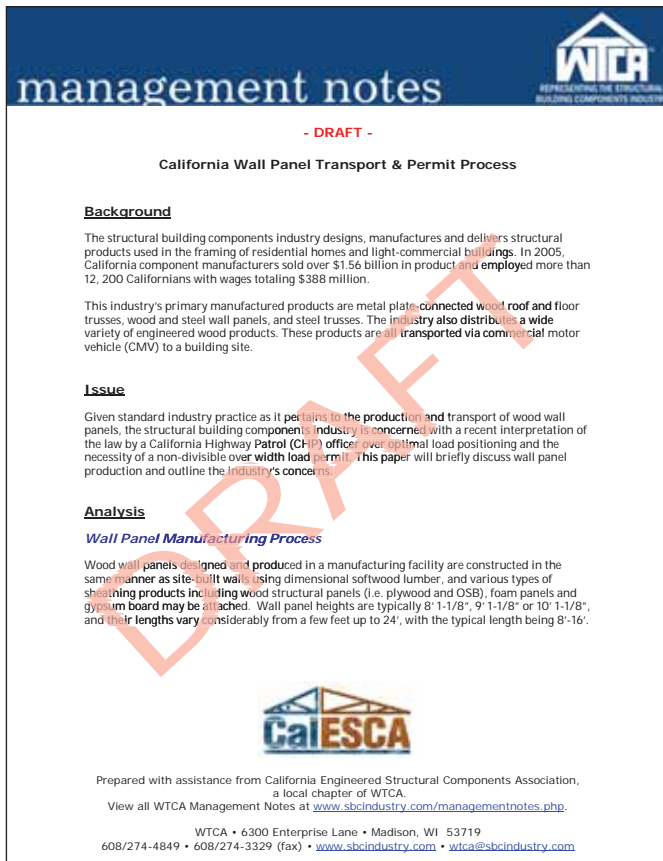 management notes
WTCA
REPRESENTING THE STRUCTURAL
BUILDING COMPONENTS INDUSTRY
- DRAFT -
California Wall Panel Transport & Permit Process
Background
The structural building components industry designs, manufactures and delivers structural
products used in the framing of residential homes and light-commercial buildings. In 2005,
California component manufacturers sold over $1.56 billion in product and employed more than
12, 200 Californians with wages totaling $388 million.
This industry's primary manufactured products are metal plate-connected wood roof and floor
trusses, wood and steel wall panels, and steel trusses. The industry also distributes a wide
variety of engineered wood products. These products are all transported via commercial motor
vehicle (CMV) to a building site.
Issue
Given standard industry practice as it pertains to the production and transport of wood wall
panels, the structural building components industry is concerned with a recent interpretation of
the law by a California Highway Patrol (CHP) officer over optimal load positioning and the
necessity of a non-divisible over width load permit. This paper will briefly discuss wall panel
production and outline the industry's concerns.
Analysis
Wall Panel Manufacturing Process
Wood wall panels designed and produced in a manufacturing facility are constructed in the
same manner as site-built walls using dimensional softwood lumber, and various types of
sheathing products including wood structural panels (i.e. plywood and OSB), foam panels and
gypsum board may be attached. Wall panel heights are typically 8' 1-1/8", 9' 1-1/8" or 10' 1-1/8",
and their lengths vary considerably from a few feet up to 24', with the typical length being 8'-16'.
DRAFT
CalESCA
Prepared with assistance from California Engineered Structural Components Association,
a local chapter of WTCA.
View all WTCA Management Notes at www.sbcindustry.com/managementnotes.php.
WTCA • 6300 Enterprise Lane • Madison, WI 53719
608/274-4849 • 608/274-3329 (fax) • www.sbcindustry.com • wtca@sbcindustry.com